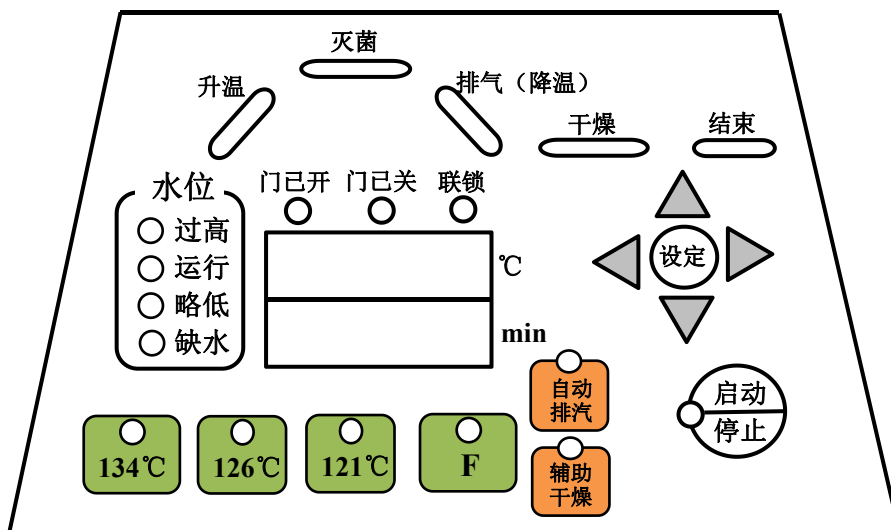 灭菌
升温
排气（降温）
干燥
结束
水位
门已开
门已关
联锁
过高
运行
略低
缺水
℃
min
设定
自动
排汽
启动
停止
134℃
126℃
121℃
F
辅助
干燥